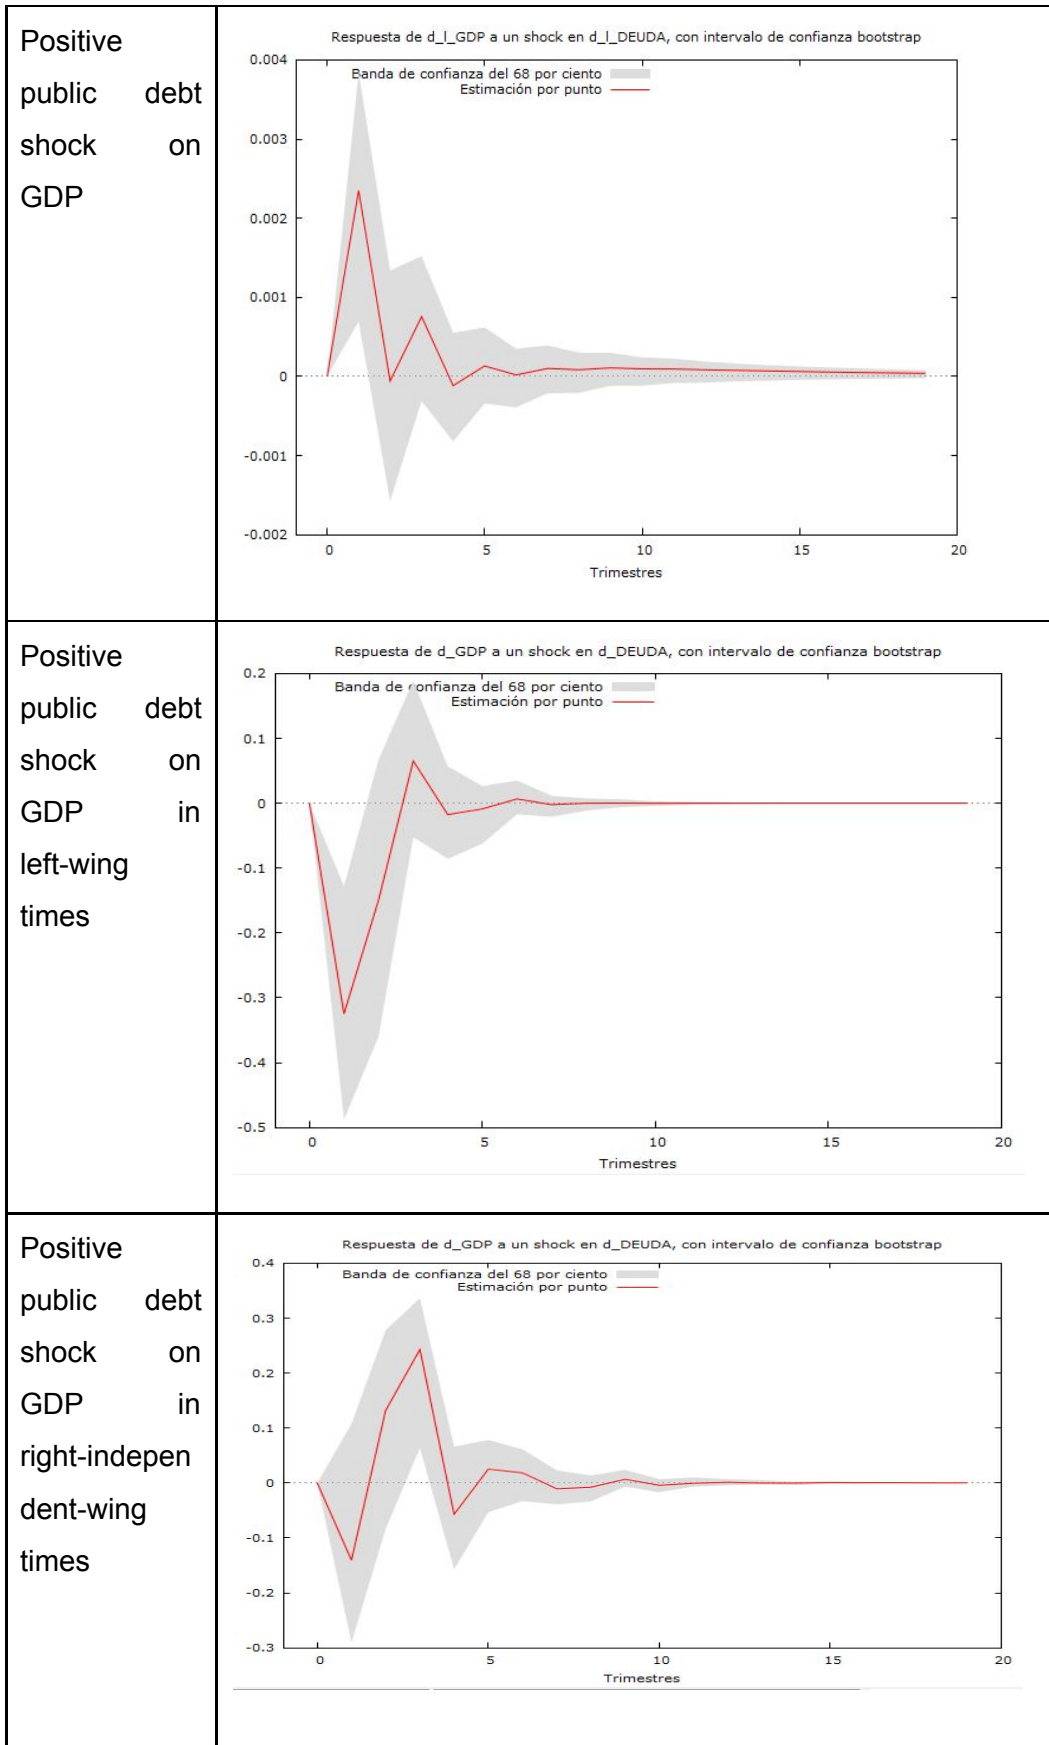 Positive
public debt
shock on
GDP
Respuesta de d_l_GDP a un shock en d_l_DEUDA, con intervalo de confianza bootstrap
Banda de confianza del 68 por ciento
Estimación por punto
0.004
0.003
0.002
0.001
0
-0.001
-0.002
0 5 10 15 20
Trimestres
Positive
public debt
shock on
GDP in
left-wing
times
Respuesta de d_GDP a un shock en d_DEUDA, con intervalo de confianza bootstrap
Banda de confianza del 68 por ciento
Estimación por punto
0.2
0.1
0
-0.1
-0.2
-0.3
-0.4
-0.5
0 5 10 15 20
Trimestres
Positive
public debt
shock on
GDP in
right-indepen
dent-wing
times
Respuesta de d_GDP a un shock en d_DEUDA, con intervalo de confianza bootstrap
Banda de confianza del 68 por ciento
Estimación por punto
0.4
0.3
0.2
0.1
0
-0.1
-0.2
-0.3
0 5 10 15 20
Trimestres